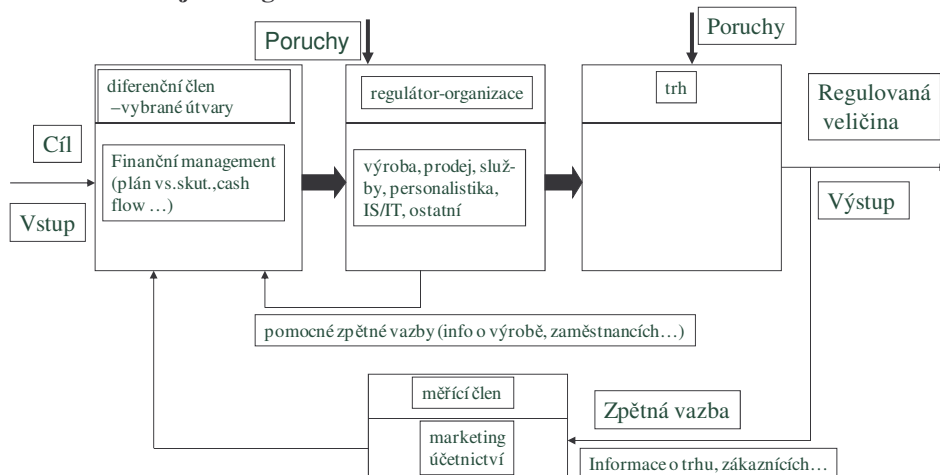 Poruchy
Poruchy
diferenční člen
–vybrané útvary
regulátor-organizace
trh
Regulovaná
veličina
Cíl
Finanční management
(plán vs.skut.,cash
flow …)
výroba, prodej, služ-
by, personalistika,
IS/IT, ostatní
Vstup
Výstup
pomocné zpětné vazby (info o výrobě, zaměstnancích…)
měřící člen
Zpětná vazba
marketing
účetnictví
Informace o trhu, zákaznících…